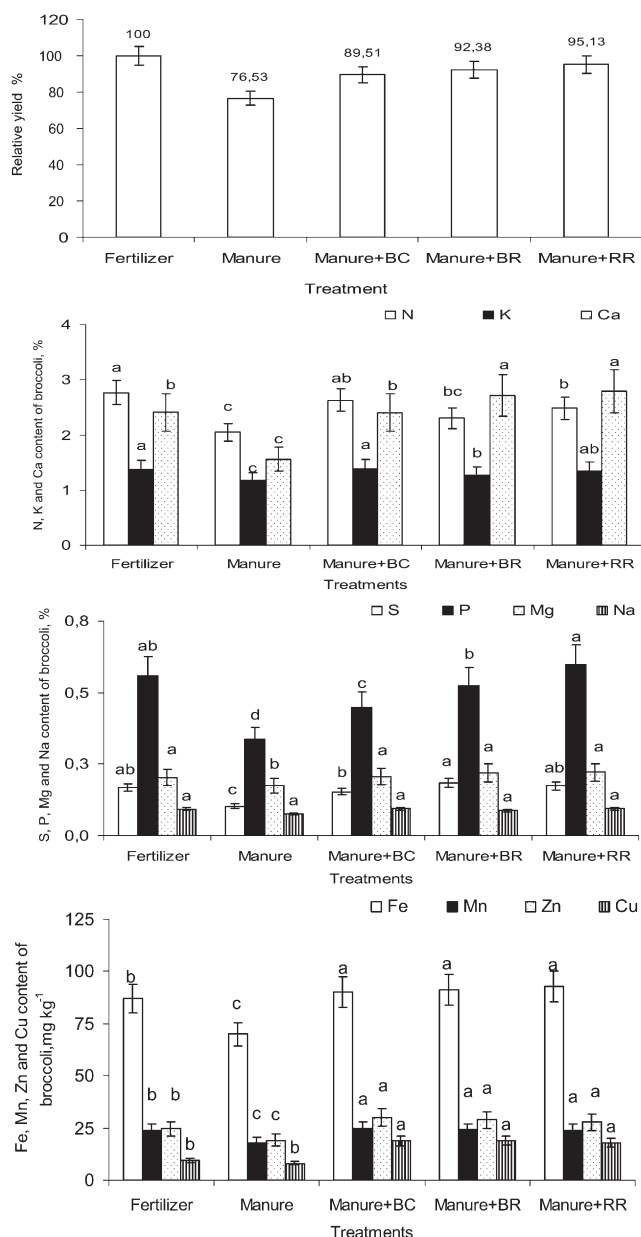 120
100
80
60
40
20
0
Relative yield %
100
76,53
89,51
92,38
95,13
Fertilizer Manure Manure+BC Manure+BR Manure+RR
Treatment
N K Ca
4
3
2
1
0
N, K and Ca content of broccoli, %
a a b
c c c
ab a b
bc b a
b ab a
Fertilizer Manure Manure+BC Manure+BR Manure+RR
Treatments
S P Mg Na
0,8
0,5
0,3
0,0
S, P, Mg and Na content of broccoli, %
ab ab a a
c d b a
b c a a
a b a a
ab a a a
Fertilizer Manure Manure+BC Manure+BR Manure+RR
Treatments
Fe Mn Zn Cu
125
100
75
50
25
0
Fe, Mn, Zn and Cu content of
broccoli,mg kg-1
b b b b
c c c b
a a a a
a a a a
a a a a
Fertilizer Manure Manure+BC Manure+BR Manure+RR
Treatments